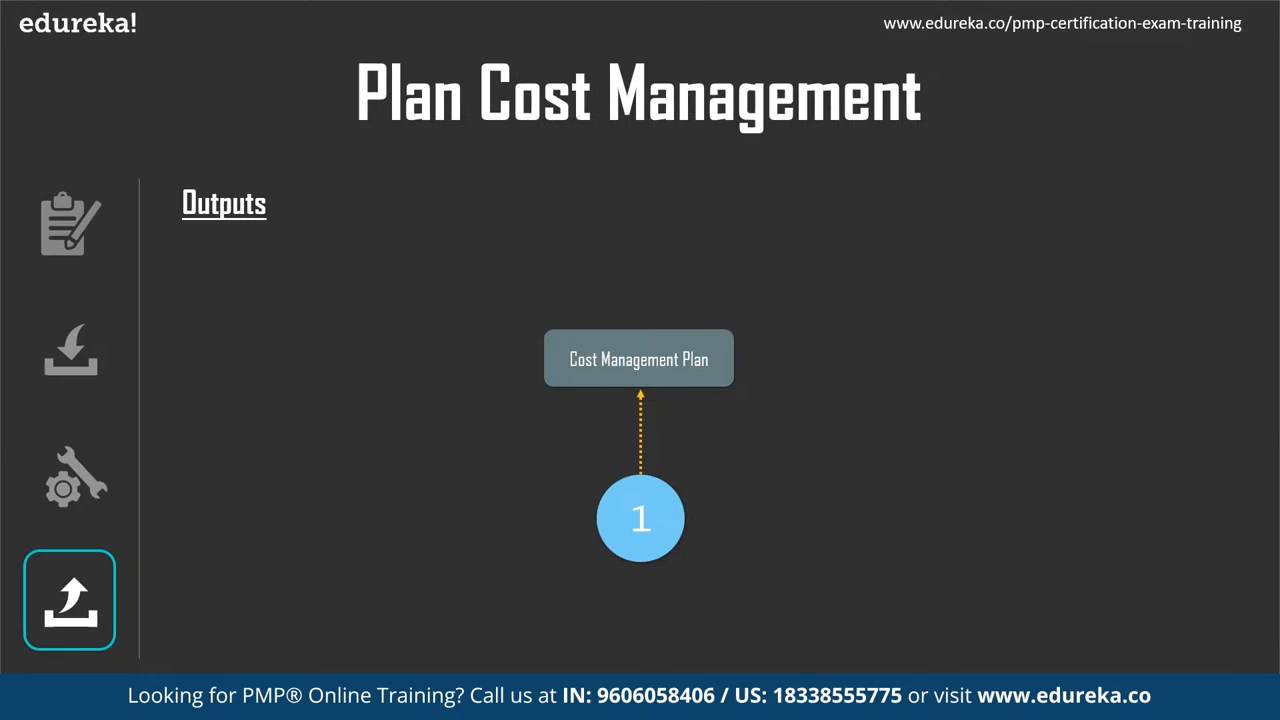 edureka!
www.edureka.co/pmp-certification-exam-training
Plan Cost Management
Outputs
Cost Management Plan
1
Looking for PMP® Online Training? Call us at IN: 9606058406 / US: 18338555775 or visit www.edureka.co